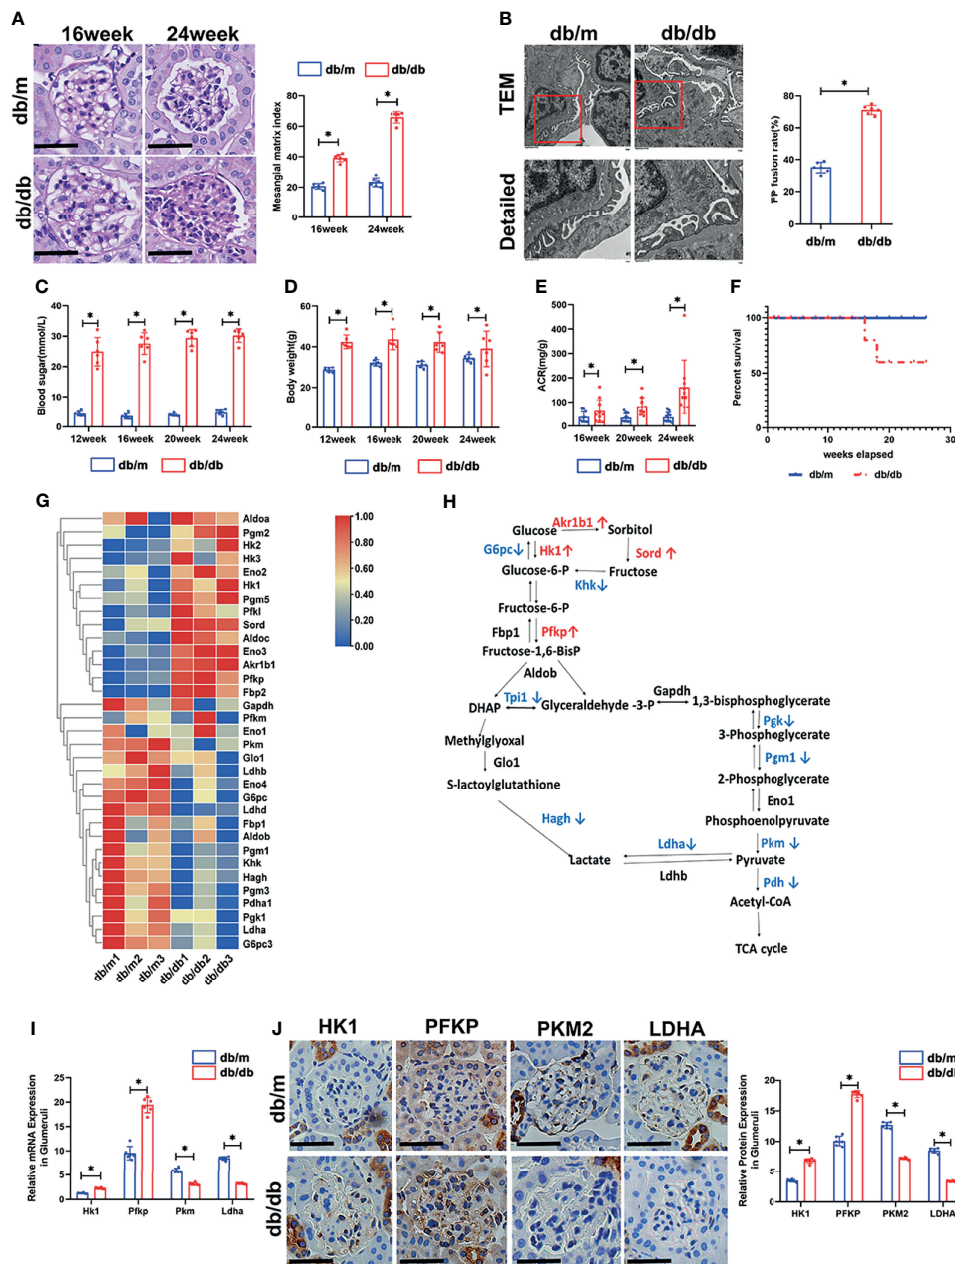 A
16week
24week
db/m
db/db
db/m
db/db
Mesangial matrix index
80
60
40
20
0
16week
24week
*
*
B
db/m
db/db
TEM
Detailed
FP fusion rate(%)
80
60
40
20
0
*
db/m
db/db
C
Blood sugar(mmol/L)
40
30
20
10
0
*
*
*
*
12week
16week
20week
24week
db/m
db/db
D
Body weight(g)
60
40
20
0
*
*
*
*
12week
16week
20week
24week
db/m
db/db
E
ACR(mg/g)
500
400
300
200
100
0
*
*
*
16week
20week
24week
db/m
db/db
F
Percent survival
100
50
0
0
10
20
30
weeks elapsed
db/m
db/db
G
Aldoa
Pgm2
Hk2
Hk3
Eno2
Hk1
Pgm5
Pfkl
Sord
Aldoc
Eno3
Akr1b1
Pfkp
Fbp2
Gapdh
Pfkm
Eno1
Pkm
Glo1
Ldhb
Eno4
G6pc
Ldhd
Fbp1
Aldob
Pgm1
Khk
Hagh
Pgm3
Pdha1
Pgk1
Ldha
G6pc3
db/m1
db/m2
db/m3
db/db1
db/db2
db/db3
1.00
0.80
0.60
0.40
0.20
0.00
H
Akr1b1 ↑
Glucose
Sorbitol
G6pc↓
Hk1↑
Sord ↑
Glucose-6-P
Fructose
Khk↓
Fructose-6-P
Fbp1
Pfkp↑
Fructose-1,6-BisP
Aldob
Tpi1 ↓
DHAP
Glyceraldehyde -3-P
Gapdh
1,3-bisphosphoglycerate
Pgk↓
3-Phosphoglycerate
Methylglyoxal
Pgm1 ↓
Glo1
2-Phosphoglycerate
S-lactoylglutathione
Eno1
Phosphoenolpyruvate
Hagh ↓
Ldha↓
Pkm ↓
Lactate
Pyruvate
Ldhb
Pdh ↓
Acetyl-CoA
TCA cycle
I
db/m
db/db
Relative mRNA Expression
in Glumeruli
25
20
15
10
5
0
*
*
*
*
Hk1
Pfkp
Pkm
Ldha
J
HK1
PFKP
PKM2
LDHA
db/m
db/db
db/m
db/db
Relative Protein Expression
in Glomeruli
20
15
10
5
0
*
*
*
*
HK1
PFKP
PKM2
LDHA